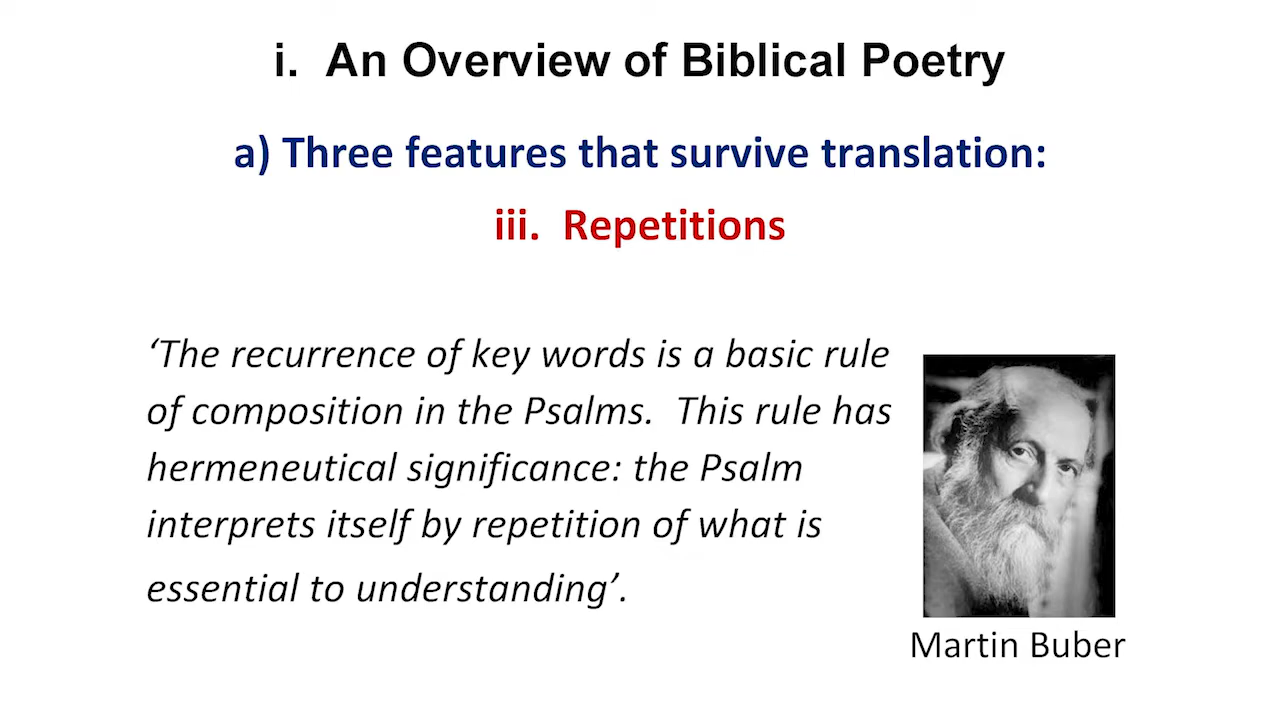 i. An Overview of Biblical Poetry
a) Three features that survive translation:
iii. Repetitions
‘The recurrence of key words is a basic rule
of composition in the Psalms. This rule has
hermeneutical significance: the Psalm
interprets itself by repetition of what is
essential to understanding’.
Martin Buber